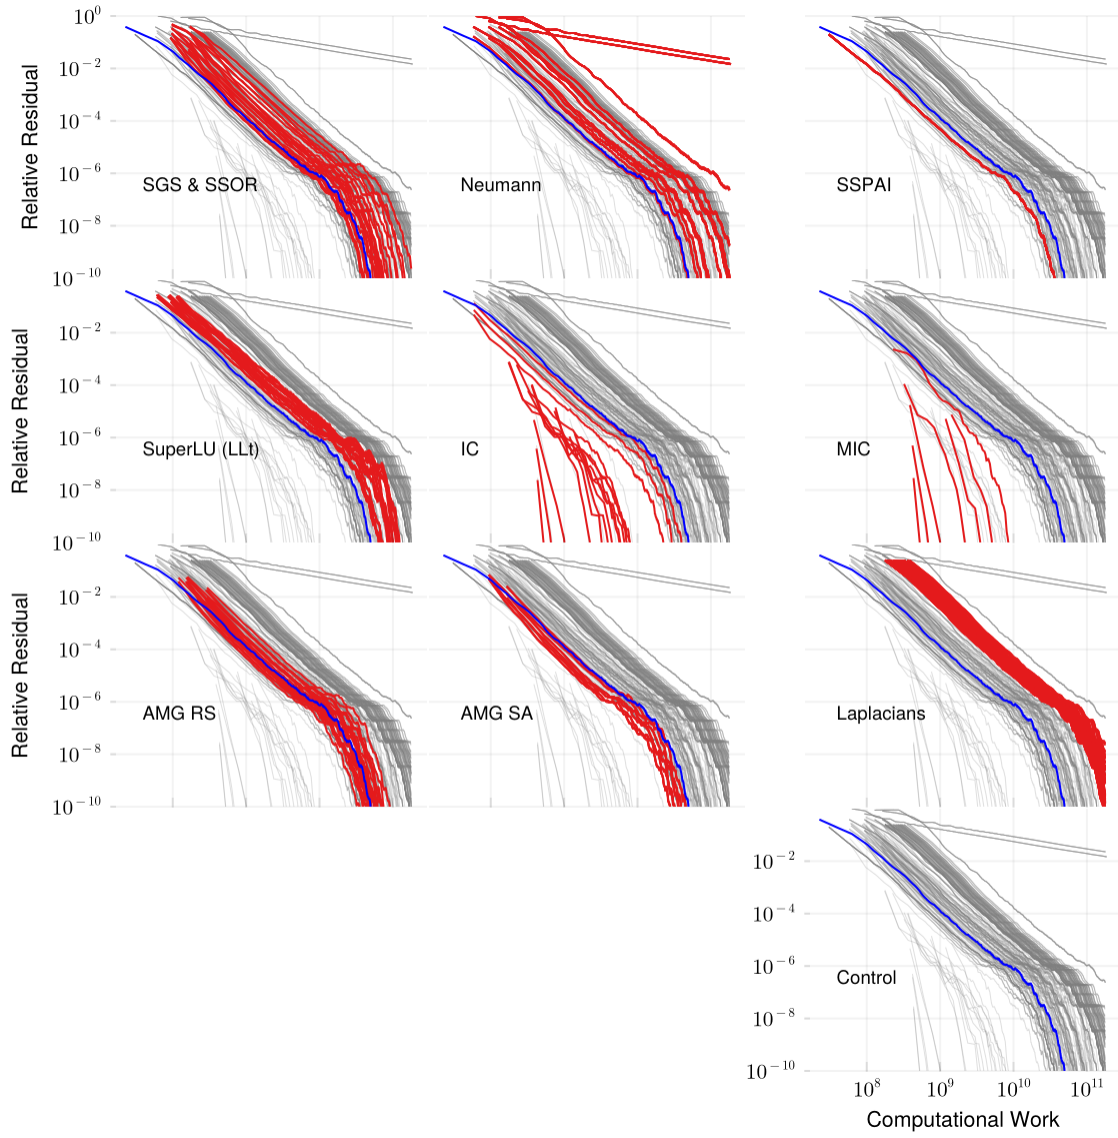 Relative Residual
10^0
10^-2
10^-4
10^-6
10^-8
10^-10
SGS & SSOR
Neumann
SSPAI
Relative Residual
10^-2
10^-4
10^-6
10^-8
10^-10
SuperLU (LLt)
IC
MIC
Relative Residual
10^-2
10^-4
10^-6
10^-8
10^-10
AMG RS
AMG SA
Laplacians
10^-2
10^-4
10^-6
10^-8
10^-10
Control
10^8 10^9 10^10 10^11
Computational Work